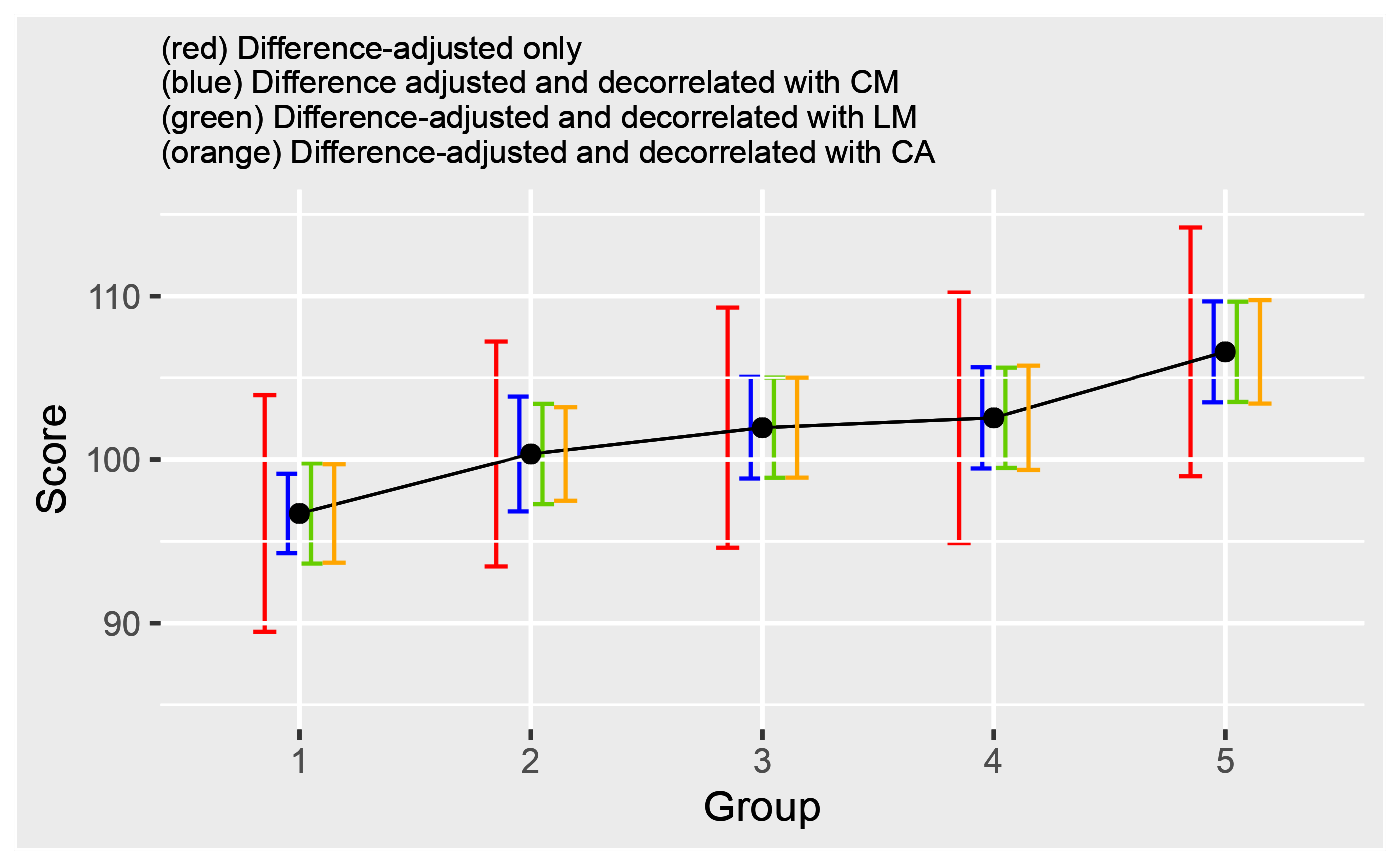 (red) Difference-adjusted only
(blue) Difference adjusted and decorrelated with CM
(green) Difference-adjusted and decorrelated with LM
(orange) Difference-adjusted and decorrelated with CA
110
100
90
Score
1 2 3 4 5
Group